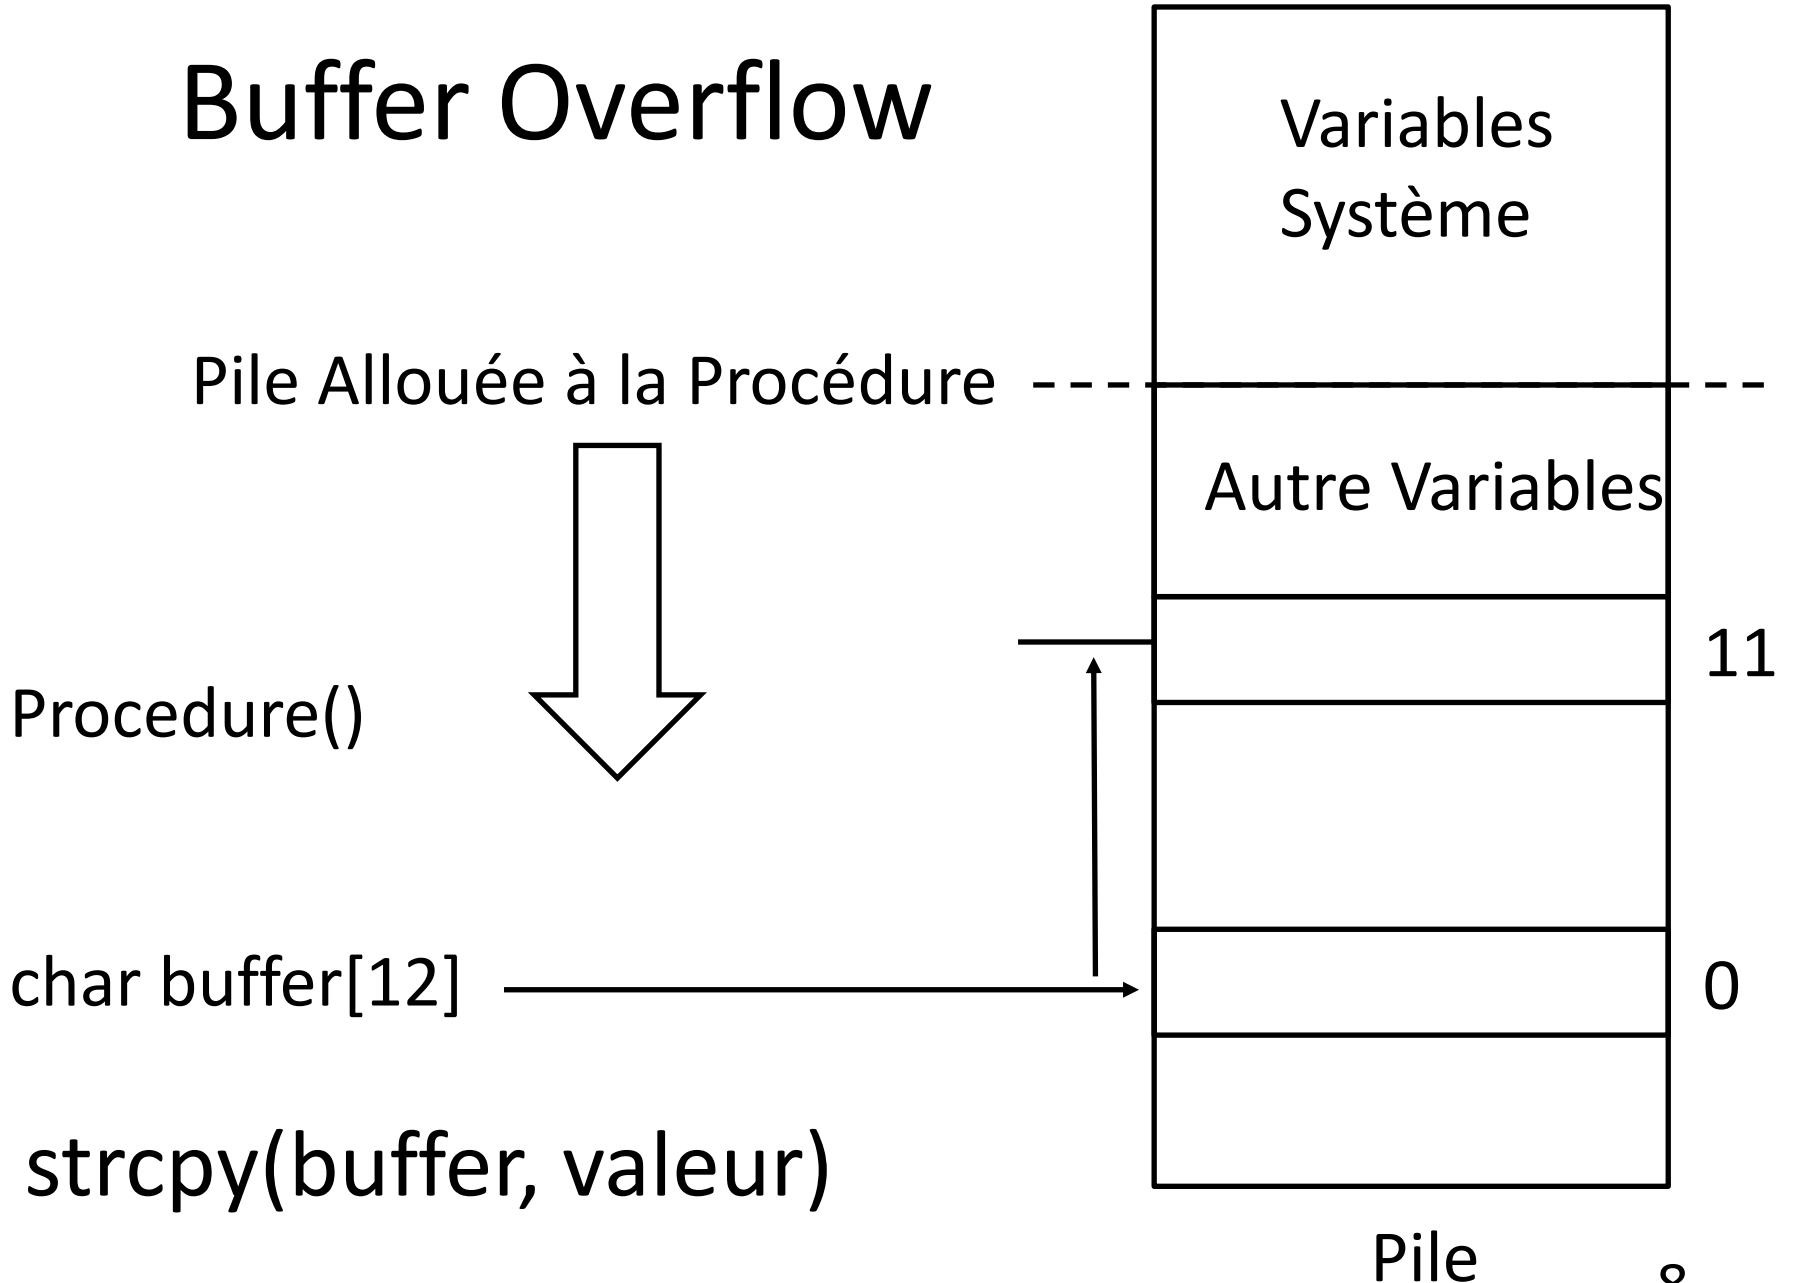 Buffer Overflow
Variables
Système
Pile Allouée à la Procédure
Autre Variables
11
Procedure()
char buffer[12]
0
strcpy(buffer, valeur)
Pile